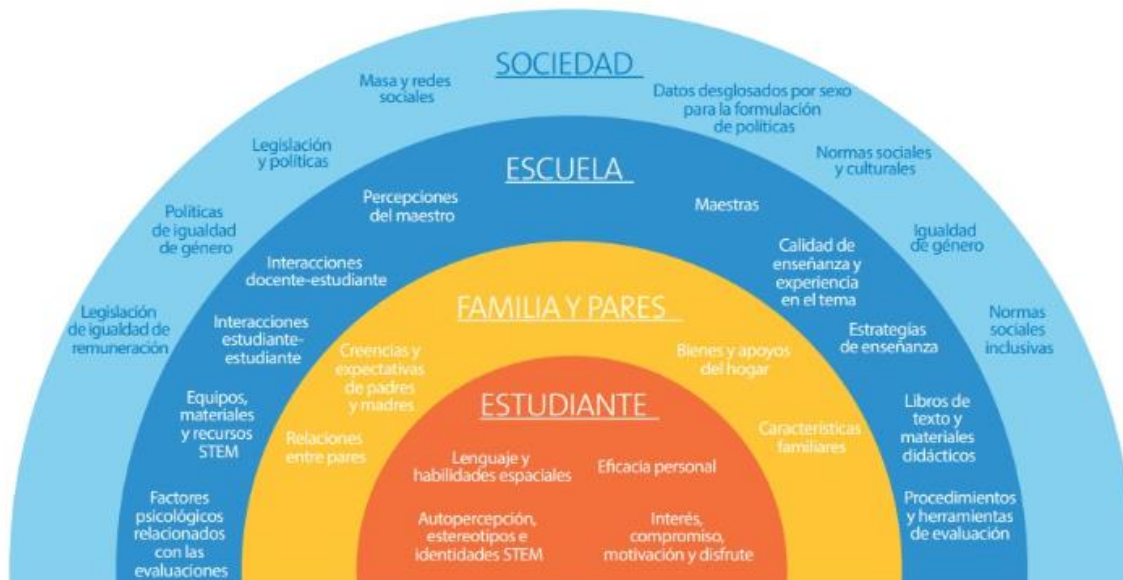 SOCIEDAD
Masa y redes
sociales
Datos desglosados por sexo
para la formulación
de políticas
Legislación
y políticas
Normas sociales
y culturales
Políticas
de igualdad
de género
Igualdad
de género
Legislación
de igualdad de
remuneración
Normas
sociales
inclusivas
ESCUELA
Percepciones
del maestro
Maestras
Interacciones
docente-estudiante
Calidad de
enseñanza y
experiencia
en el tema
Interacciones
estudiante-
estudiante
Estrategías
de enseñanza
Equipos,
materiales
y recursos
STEM
Libros de
texto y
materiales
didácticos
Factores
psicológicos
relacionados
con las
evaluaciones
Procedimientos
y herramientas
de evaluación
FAMILIA Y PARES
Creencias y
expectativas
de padres
y madres
Bienes y apoyos
del hogar
Relaciones
entre pares
Características
familiares
ESTUDIANTE
Lenguaje y
habilidades espaciales
Eficacia personal
Autopercepción,
estereotipos e
identidades STEM
Interés,
compromiso,
motivación y disfrute